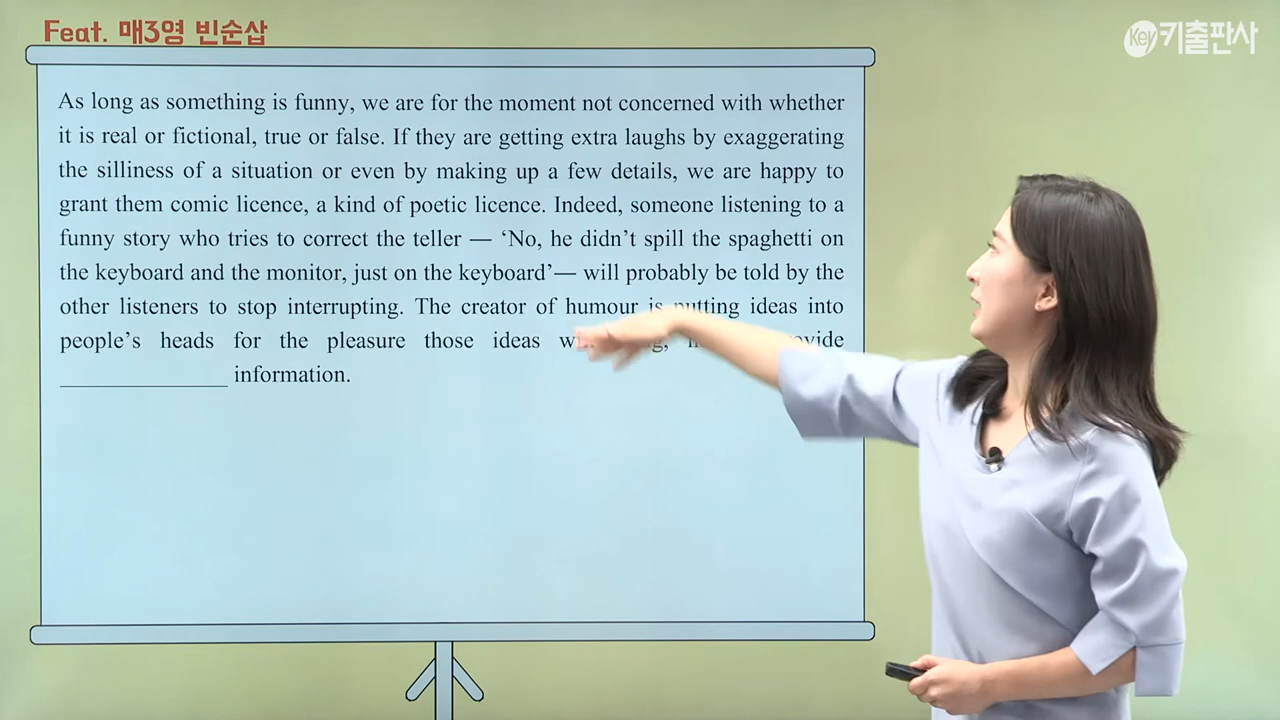 Feat. 매3영 빈순삽
Key 키출판사
As long as something is funny, we are for the moment not concerned with whether
it is real or fictional, true or false. If they are getting extra laughs by exaggerating
the silliness of a situation or even by making up a few details, we are happy to
grant them comic licence, a kind of poetic licence. Indeed, someone listening to a
funny story who tries to correct the teller — ‘No, he didn’t spill the spaghetti on
the keyboard and the monitor, just on the keyboard’— will probably be told by the
other listeners to stop interrupting. The creator of humour is putting ideas into
people’s heads for the pleasure those ideas
information.